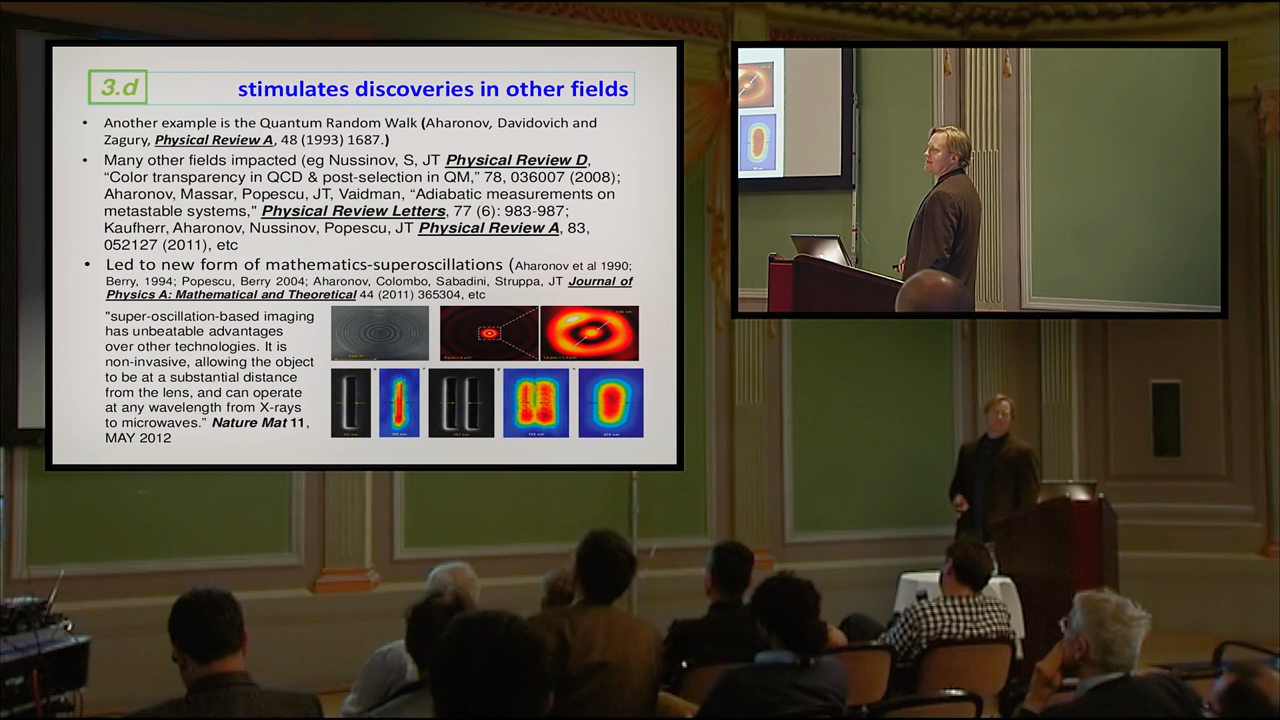 3.d
stimulates discoveries in other fields
• Another example is the Quantum Random Walk (Aharonov, Davidovich and
Zagury, Physical Review A, 48 (1993) 1687.)
• Many other fields impacted (eg Nussinov, S, JT Physical Review D,
“Color transparency in QCD & post-selection in QM,” 78, 036007 (2008);
Aharonov, Massar, Popescu, JT, Vaidman, “Adiabatic measurements on
metastable systems,” Physical Review Letters, 77 (6): 983-987;
Kaufherr, Aharonov, Nussinov, Popescu, JT Physical Review A, 83,
052127 (2011), etc
• Led to new form of mathematics-superoscillations (Aharonov et al 1990;
Berry, 1994; Popescu, Berry 2004; Aharonov, Colombo, Sabadini, Struppa, JT Journal of
Physics A: Mathematical and Theoretical 44 (2011) 365304, etc
"super-oscillation-based imaging
has unbeatable advantages
over other technologies. It is
non-invasive, allowing the object
to be at a substantial distance
from the lens, and can operate
at any wavelength from X-rays
to microwaves.” Nature Mat 11,
MAY 2012